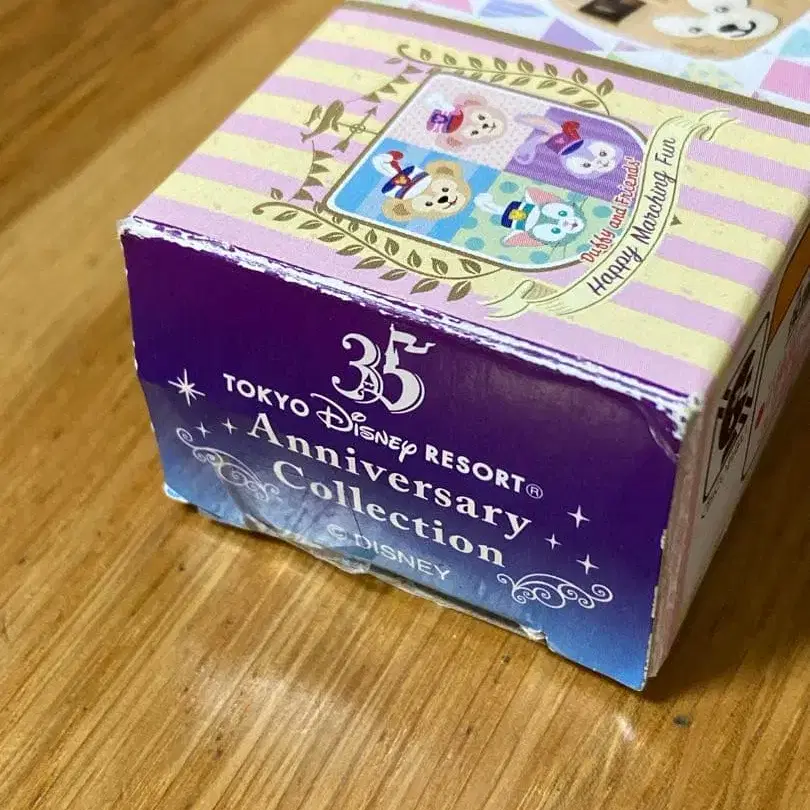 Duffy and Friends
Happy Marching Fun
35
TOKYO Disney RESORT®
Anniversary
Collection
© DISNEY